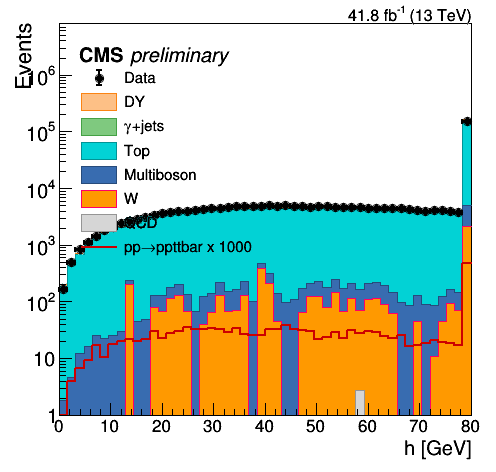 41.8 fb⁻¹ (13 TeV)
Events
CMS preliminary
Data
DY
γ+jets
Top
Multiboson
W
QCD
pp→ppttbar x 1000
10⁶
10⁵
10⁴
10³
10²
10
1
0 10 20 30 40 50 60 70 80
h [GeV]